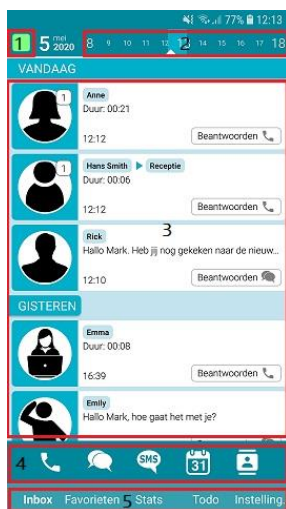 77% 12:13
1 5 mei 2020 8 9 10 11 12 13 14 15 16 17 18
2
VANDAAG
1
Anne
Duur: 00:21
12:12 Beantwoorden
1
Hans Smith Receptie
Duur: 00:06
12:12 Beantwoorden
Rick
3
Hallo Mark. Heb jij nog gekeken naar de nieuw...
12:10 Beantwoorden
GISTEREN
Emma
Duur: 00:08
16:39 Beantwoorden
Emily
Hallo Mark, hoe gaat het met je?
4 SMS 31
Inbox Favorieten 5 Stats Todo Instelling.